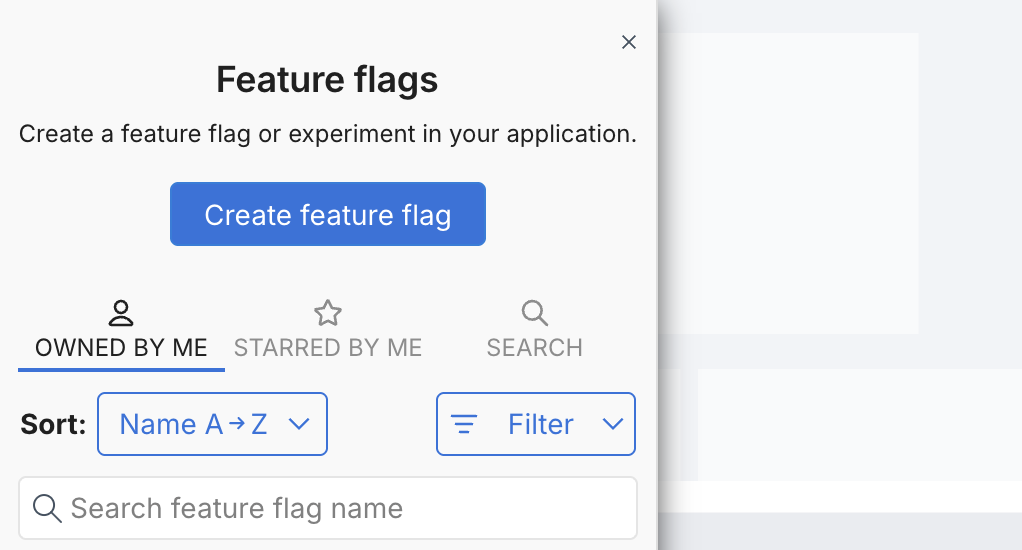 Feature flags
Create a feature flag or experiment in your application.
Create feature flag
OWNED BY ME STARRED BY ME SEARCH
Sort: Name A→Z Filter
Search feature flag name